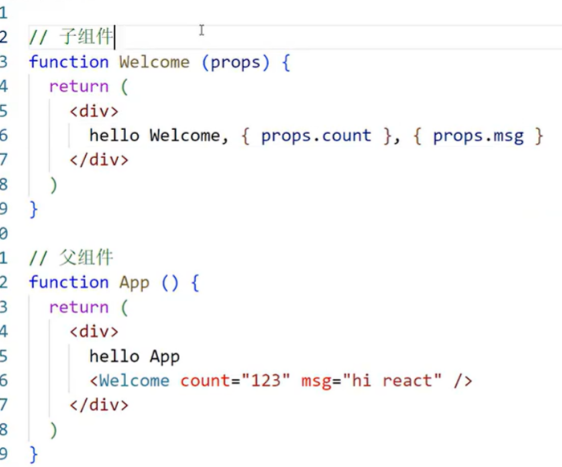 1
2 // 子组件
3 function Welcome (props) {
4 return (
5 <div>
6 hello Welcome, { props.count }, { props.msg }
7 </div>
8 )
9 }
0
1 // 父组件
2 function App () {
3 return (
4 <div>
5 hello App
6 <Welcome count="123" msg="hi react" />
7 </div>
8 )
9 }